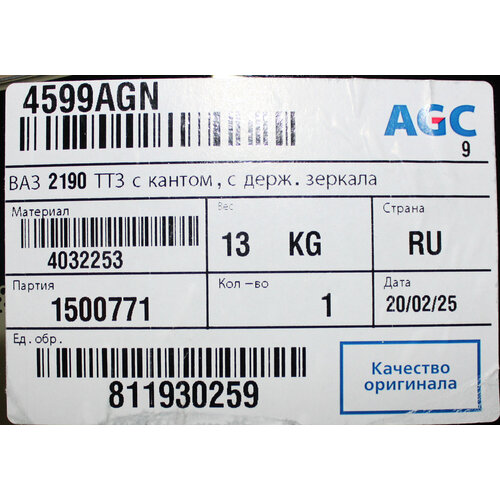 4599AGN
AGC
9
ВАЗ 2190 ТТЗ с кантом, с держ. зеркала
Материал
4032253
Вес
13 KG
Страна
RU
Партия
1500771
Кол-во
1
Дата
20/02/25
Ед. обр.
811930259
Качество
оригинала